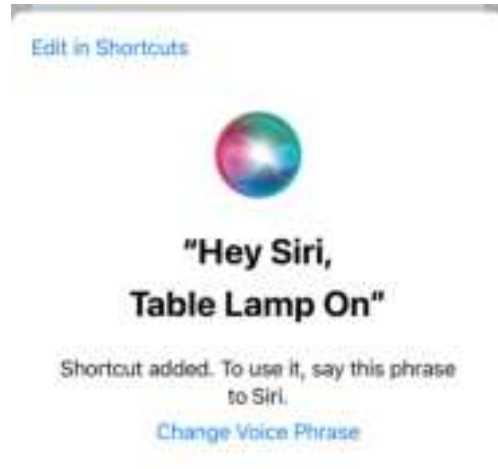 Edit in Shortcuts
"Hey Siri,
Table Lamp On"
Shortcut added. To use it, say this phrase
to Siri.
Change Voice Phrase